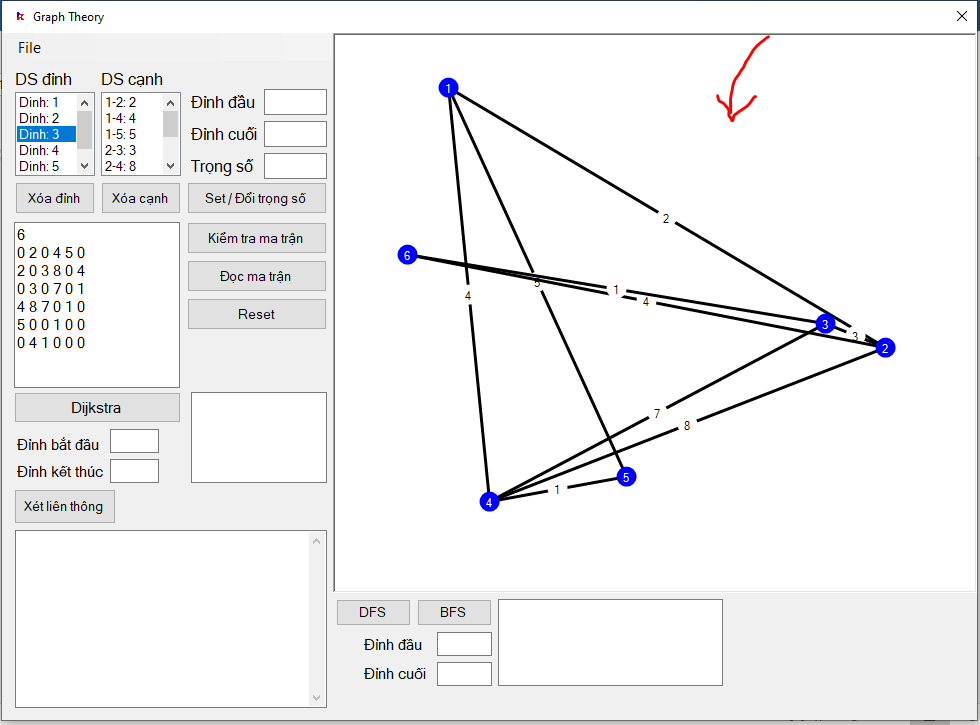 Graph Theory
File
DS đỉnh
DS cạnh
Dinh: 1
Dinh: 2
Dinh: 3
Dinh: 4
Dinh: 5
1-2: 2
1-4: 4
1-5: 5
2-3: 3
2-4: 8
Đỉnh đầu
Đỉnh cuối
Trọng số
Xóa đỉnh
Xóa cạnh
Set / Đổi trọng số
6
0 2 0 4 5 0
2 0 3 8 0 4
0 3 0 7 0 1
4 8 7 0 1 0
5 0 0 1 0 0
0 4 1 0 0 0
Kiểm tra ma trận
Đọc ma trận
Reset
Dijkstra
Đỉnh bắt đầu
Đỉnh kết thúc
Xét liên thông
1
2
6
1
4
4
5
3
3
2
7
8
5
4
1
DFS
BFS
Đỉnh đầu
Đỉnh cuối